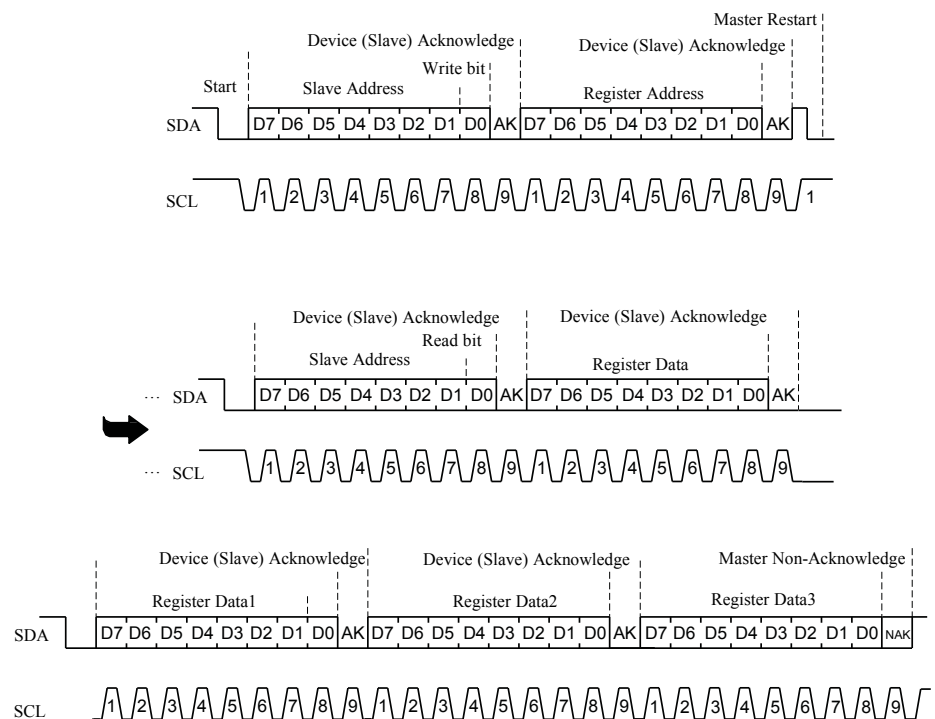 Master Restart
Device (Slave) Acknowledge Device (Slave) Acknowledge
Write bit
Start Slave Address Register Address
SDA D7 D6 D5 D4 D3 D2 D1 D0 AK D7 D6 D5 D4 D3 D2 D1 D0 AK
SCL 1 2 3 4 5 6 7 8 9 1 2 3 4 5 6 7 8 9 1
Device (Slave) Acknowledge Device (Slave) Acknowledge
Read bit
Slave Address Register Data
... SDA D7 D6 D5 D4 D3 D2 D1 D0 AK D7 D6 D5 D4 D3 D2 D1 D0 AK
... SCL 1 2 3 4 5 6 7 8 9 1 2 3 4 5 6 7 8 9
Device (Slave) Acknowledge Device (Slave) Acknowledge Master Non-Acknowledge
Register Data1 Register Data2 Register Data3
SDA D7 D6 D5 D4 D3 D2 D1 D0 AK D7 D6 D5 D4 D3 D2 D1 D0 AK D7 D6 D5 D4 D3 D2 D1 D0 NAK
SCL 1 2 3 4 5 6 7 8 9 1 2 3 4 5 6 7 8 9 1 2 3 4 5 6 7 8 9